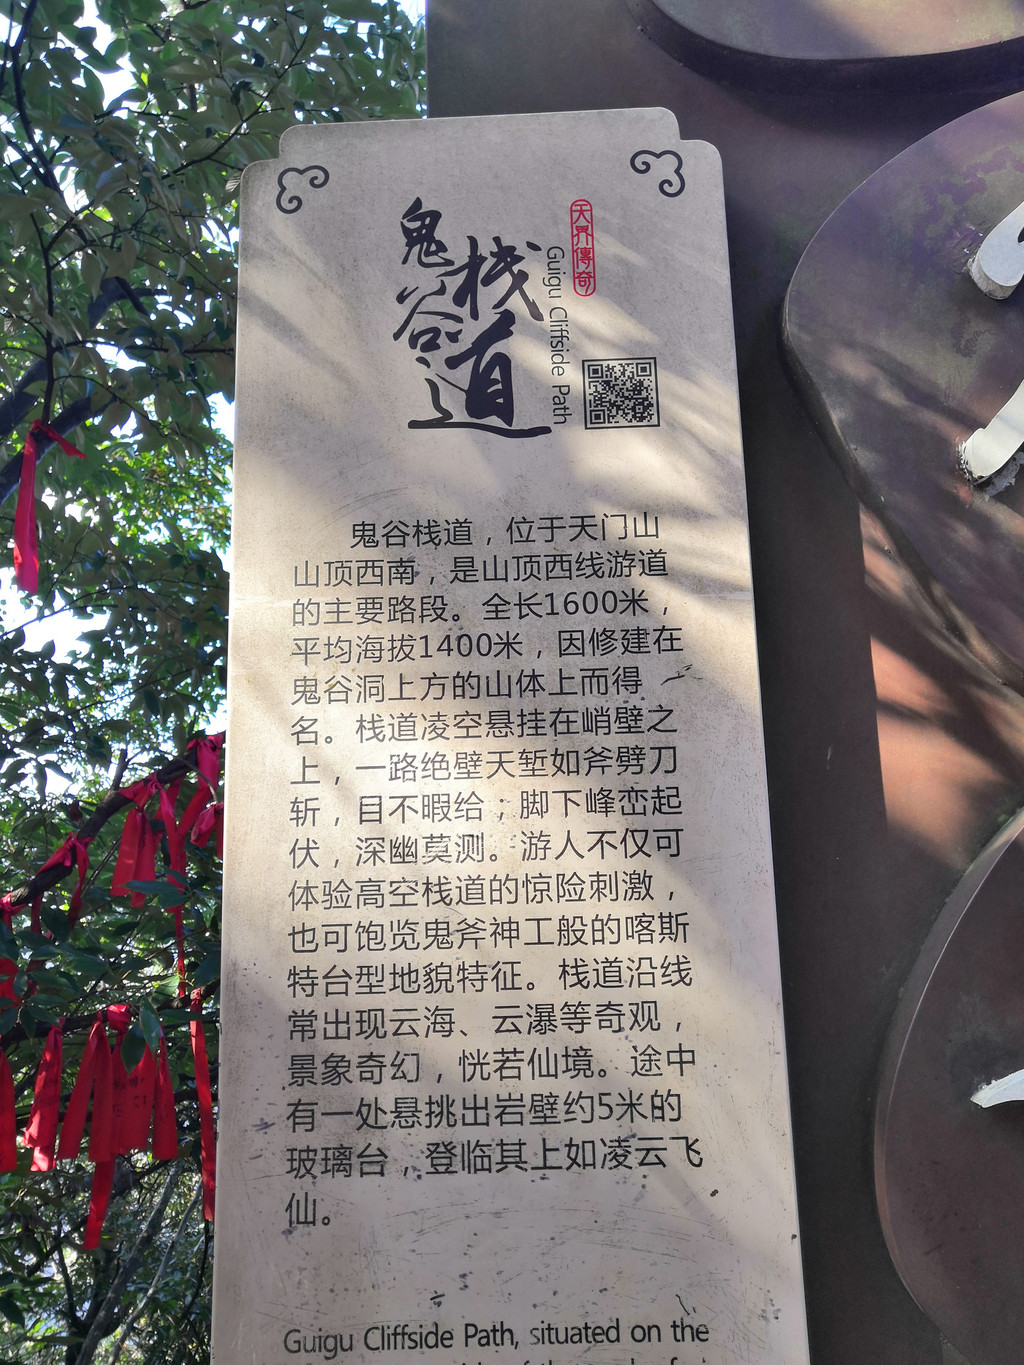 鬼谷栈道
天界傳奇
Guigu Cliffside Path
鬼谷栈道，位于天门山
山顶西南，是山顶西线游道
的主要路段。全长1600米，
平均海拔1400米，因修建在
鬼谷洞上方的山体上而得
名。栈道凌空悬挂在峭壁之
上，一路绝壁天堑如斧劈刀
斩，目不暇给；脚下峰峦起
伏，深幽莫测。游人不仅可
体验高空栈道的惊险刺激，
也可饱览鬼斧神工般的喀斯
特台型地貌特征。栈道沿线
常出现云海、云瀑等奇观，
景象奇幻，恍若仙境。途中
有一处悬挑出岩壁约5米的
玻璃台，登临其上如凌云飞
仙。
Guigu Cliffside Path, situated on the